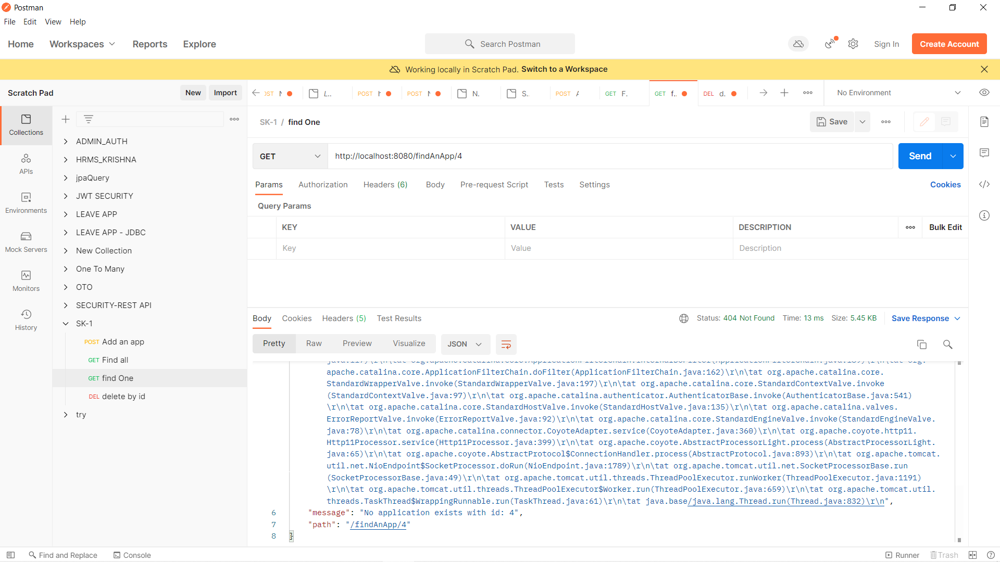 Postman
File Edit View Help
Home Workspaces Reports Explore
Search Postman
Sign In Create Account
Working locally in Scratch Pad. Switch to a Workspace
Scratch Pad New Import
POST h
POST
N.
S.
POST
GET F.
GET f..
DEL d.
No Environment
Collections
APIs
Environments
Mock Servers
Monitors
History
ADMIN_AUTH
HRMS_KRISHNA
jpaQuery
JWT SECURITY
LEAVE APP
LEAVE APP - JDBC
New Collection
One To Many
OTO
SECURITY-REST API
SK-1
POST Add an app
GET Find all
GET find One
DEL delete by id
try
SK-1 / find One
Save
GET http://localhost:8080/findAnApp/4 Send
Params Authorization Headers (6) Body Pre-request Script Tests Settings Cookies
Query Params
KEY VALUE DESCRIPTION Bulk Edit
Key Value Description
Body Cookies Headers (5) Test Results Status: 404 Not Found Time: 13 ms Size: 5.45 KB Save Response
Pretty Raw Preview Visualize JSON
apache.catalina.core.ApplicationFilterChain.doFilter(ApplicationFilterChain.java:162)\r\n\tat org.apache.catalina.core.
StandardWrapperValve.invoke(StandardWrapperValve.java:197)\r\n\tat org.apache.catalina.core.StandardContextValve.invoke
(StandardContextValve.java:97)\r\n\tat org.apache.catalina.authenticator.AuthenticatorBase.invoke(AuthenticatorBase.java:541)
\r\n\tat org.apache.catalina.core.StandardHostValve.invoke(StandardHostValve.java:135)\r\n\tat org.apache.catalina.valves.
ErrorReportValve.invoke(ErrorReportValve.java:92)\r\n\tat org.apache.catalina.core.StandardEngineValve.invoke(StandardEngineValve.
java:78)\r\n\tat org.apache.catalina.connector.CoyoteAdapter.service(CoyoteAdapter.java:360)\r\n\tat org.apache.coyote.http11.
Http11Processor.service(Http11Processor.java:399)\r\n\tat org.apache.coyote.AbstractProcessorLight.process(AbstractProcessorLight.
java:65)\r\n\tat org.apache.coyote.AbstractProtocol$ConnectionHandler.process(AbstractProtocol.java:893)\r\n\tat org.apache.tomcat.
util.net.NioEndpoint$SocketProcessor.doRun(NioEndpoint.java:1789)\r\n\tat org.apache.tomcat.util.net.SocketProcessorBase.run
(SocketProcessorBase.java:49)\r\n\tat org.apache.tomcat.util.threads.ThreadPoolExecutor.runWorker(ThreadPoolExecutor.java:1191)
\r\n\tat org.apache.tomcat.util.threads.ThreadPoolExecutor$Worker.run(ThreadPoolExecutor.java:659)\r\n\tat org.apache.tomcat.util.
threads.TaskThread$WrappingRunnable.run(TaskThread.java:61)\r\n\tat java.base/java.lang.Thread.run(Thread.java:832)\r\n",
6 "message": "No application exists with id: 4",
7 "path": "/findAnApp/4"
8 }
Find and Replace Console Runner Trash